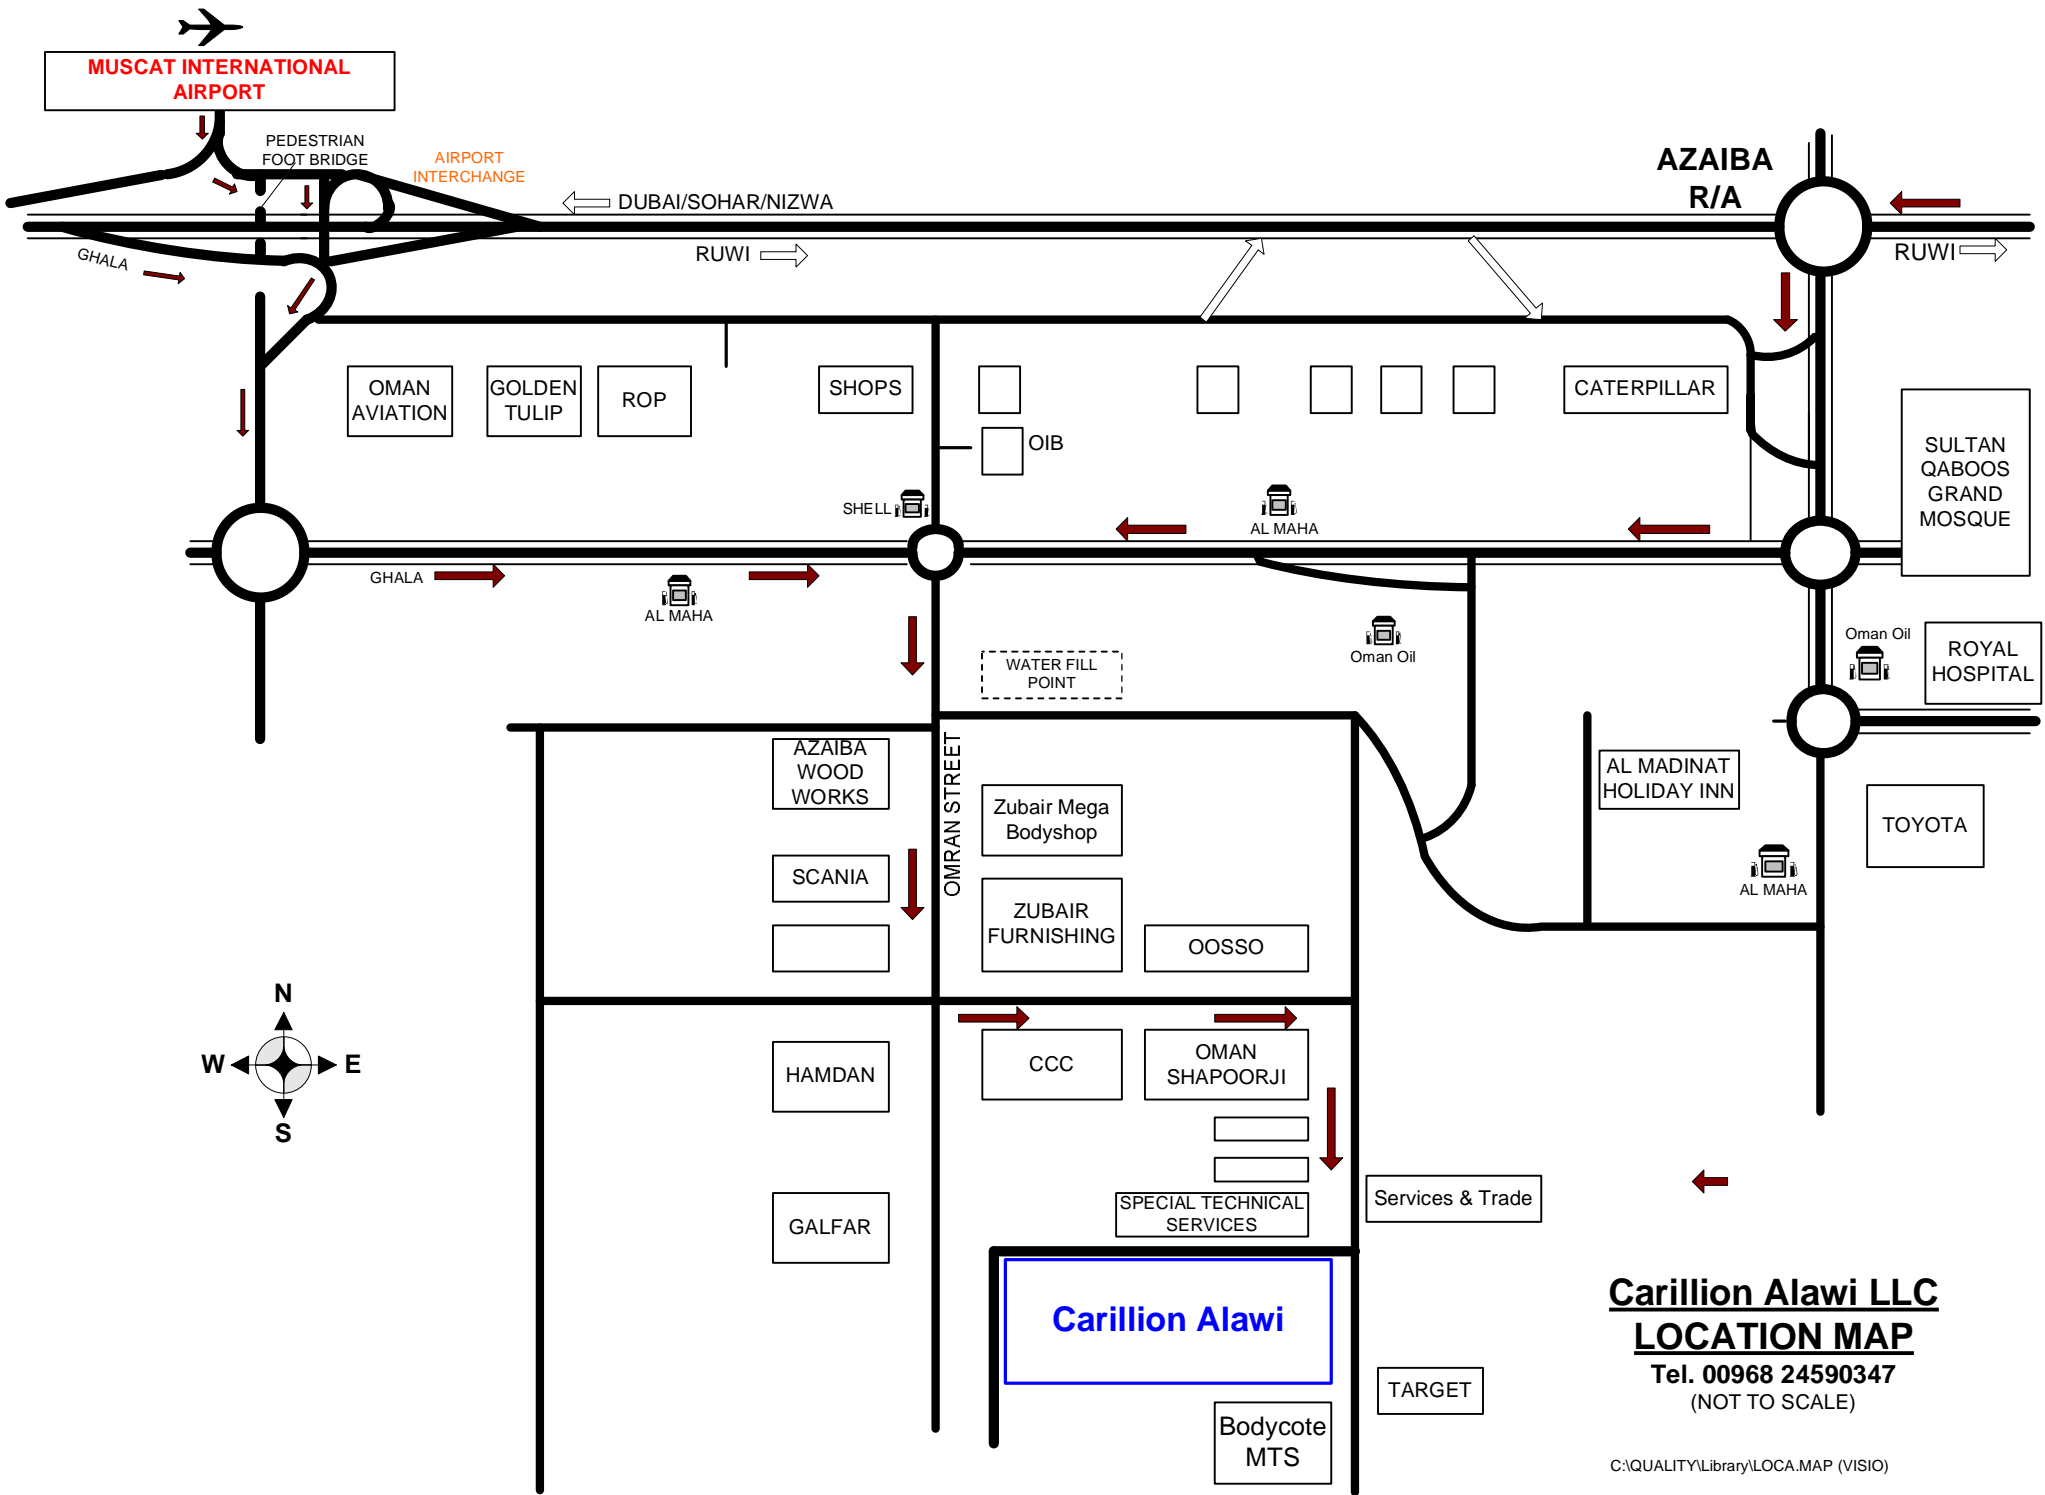 MUSCAT INTERNATIONAL
AIRPORT
PEDESTRIAN
FOOT BRIDGE
AIRPORT
INTERCHANGE
AZAIBA
R/A
DUBAI/SOHAR/NIZWA
RUWI
RUWI
GHALA
OMAN
AVIATION
GOLDEN
TULIP
ROP
SHOPS
CATERPILLAR
OIB
SULTAN
QABOOS
GRAND
MOSQUE
SHELL
AL MAHA
GHALA
AL MAHA
Oman Oil
Oman Oil
ROYAL
HOSPITAL
WATER FILL
POINT
AZAIBA
WOOD
WORKS
OMRAN STREET
Zubair Mega
Bodyshop
AL MADINAT
HOLIDAY INN
TOYOTA
SCANIA
AL MAHA
ZUBAIR
FURNISHING
OOSSO
N
W
E
S
HAMDAN
CCC
OMAN
SHAPOORJI
SPECIAL TECHNICAL
SERVICES
Services & Trade
GALFAR
Carillion Alawi
TARGET
Bodycote
MTS
Carillion Alawi LLC
LOCATION MAP
Tel. 00968 24590347
(NOT TO SCALE)
C:\QUALITY\Library\LOCA.MAP (VISIO)